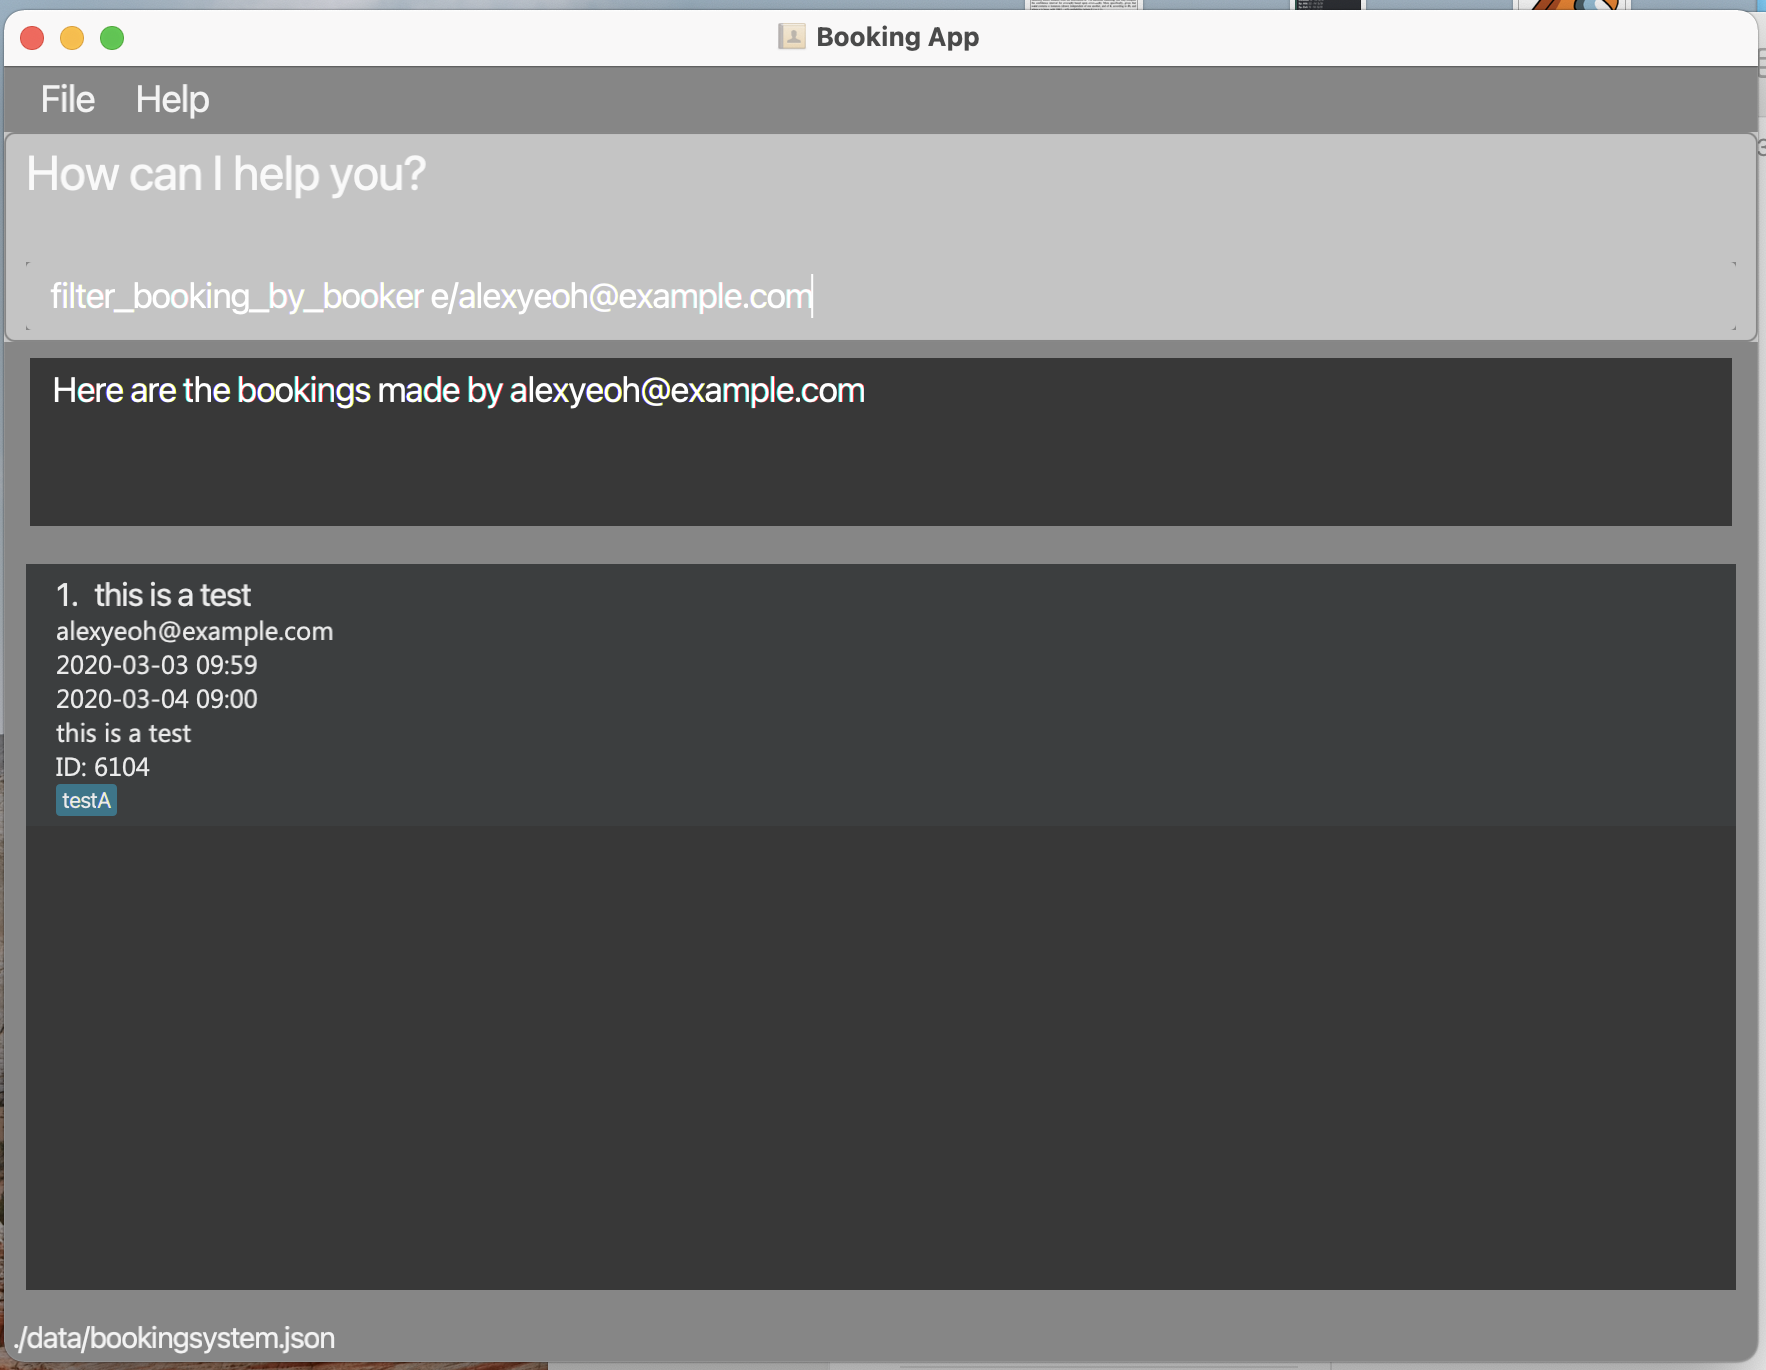 Booking App
File Help
How can I help you?
filter_booking_by_booker e/alexyeoh@example.com
Here are the bookings made by alexyeoh@example.com
1. this is a test
alexyeoh@example.com
2020-03-03 09:59
2020-03-04 09:00
this is a test
ID: 6104
testA
./data/bookingsystem.json